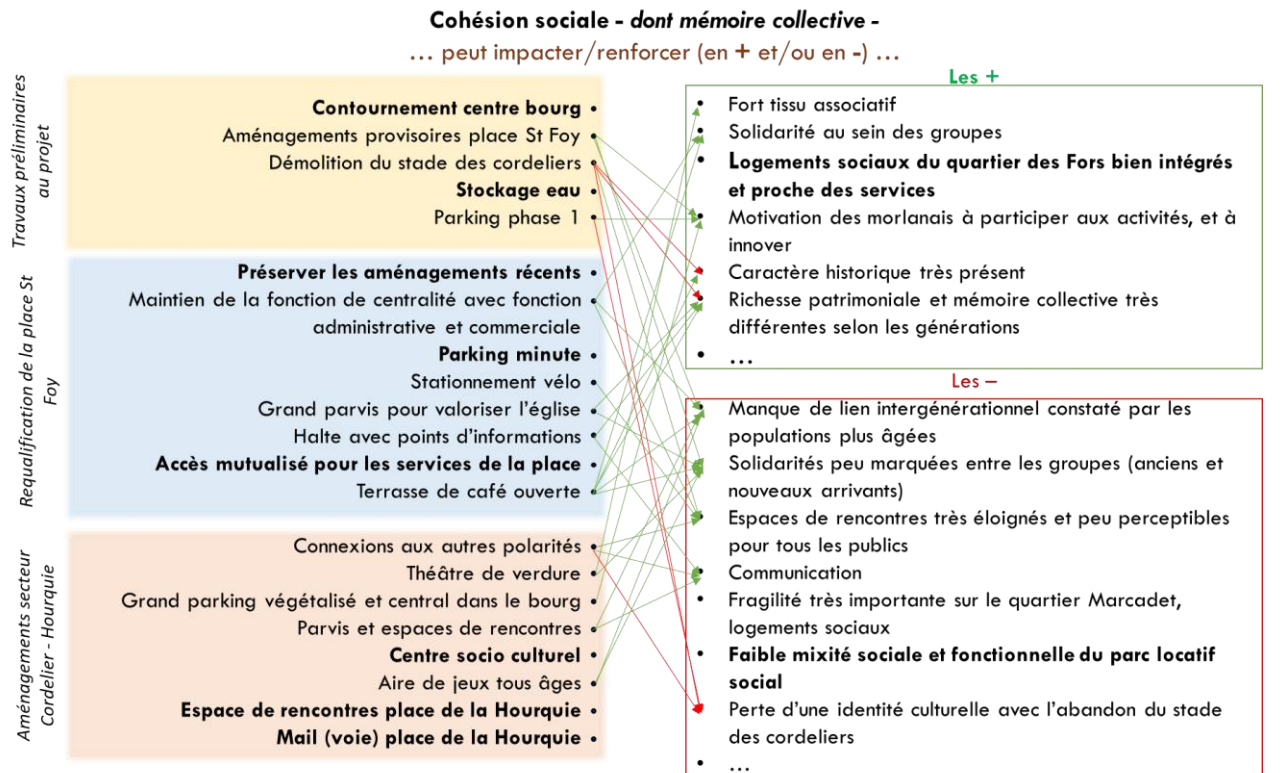 Cohésion sociale - dont mémoire collective -
... peut impacter/renforcer (en + et/ou en -) ...
Travaux préliminaires
au projet
Contournement centre bourg •
Aménagements provisoires place St Foy •
Démolition du stade des cordeliers •
Stockage eau •
Parking phase 1 •
Requalification de la place St
Foy
Préserver les aménagements récents •
Maintien de la fonction de centralité avec fonction •
administrative et commerciale
Parking minute •
Stationnement vélo •
Grand parvis pour valoriser l'église •
Halte avec points d'informations •
Accès mutualisé pour les services de la place •
Terrasse de café ouverte •
Aménagements secteur
Cordelier - Hourquie
Connexions aux autres polarités •
Théâtre de verdure •
Grand parking végétalisé et central dans le bourg •
Parvis et espaces de rencontres •
Centre socio culturel •
Aire de jeux tous âges •
Espace de rencontres place de la Hourquie •
Mail (voie) place de la Hourquie •
Les +
• Fort tissu associatif
• Solidarité au sein des groupes
• Logements sociaux du quartier des Fors bien intégrés
et proche des services
• Motivation des morlanais à participer aux activités, et à
innover
• Caractère historique très présent
• Richesse patrimoniale et mémoire collective très
différentes selon les générations
• ...
Les –
• Manque de lien intergénérationnel constaté par les
populations plus âgées
• Solidarités peu marquées entre les groupes (anciens et
nouveaux arrivants)
• Espaces de rencontres très éloignés et peu perceptibles
pour tous les publics
• Communication
• Fragilité très importante sur le quartier Marcadet,
logements sociaux
• Faible mixité sociale et fonctionnelle du parc locatif
social
• Perte d'une identité culturelle avec l'abandon du stade
des cordeliers
• ...